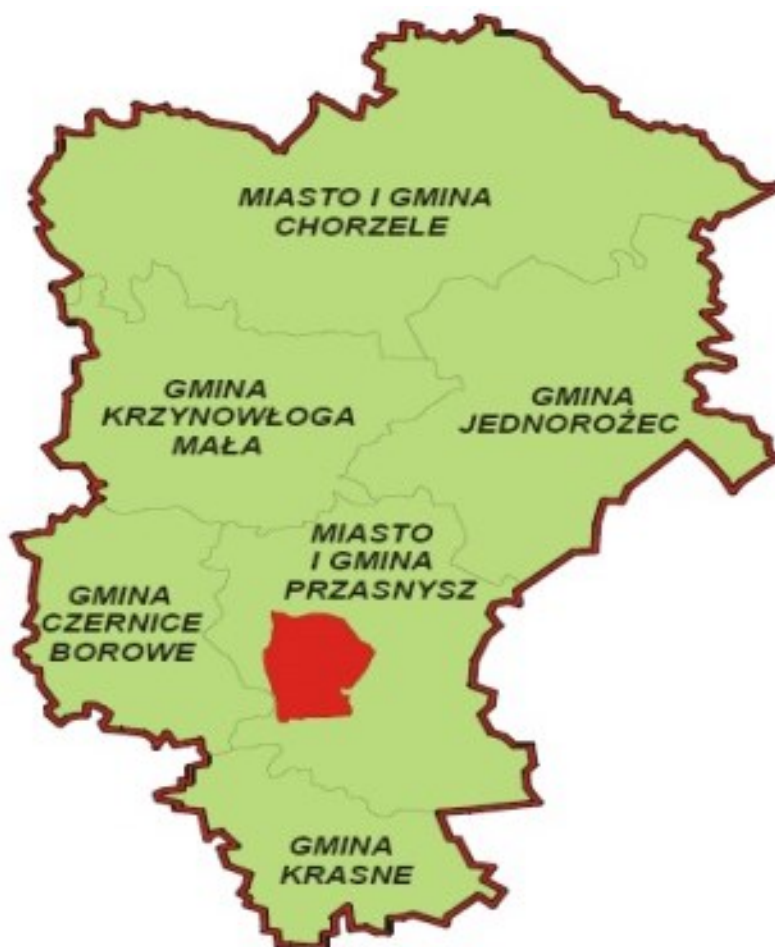 MIASTO I GMINA
CHORZELE
GMINA
KRZYNOWŁOGA
MAŁA
GMINA
JEDNOROŻEC
MIASTO
I GMINA
PRZASNYSZ
GMINA
CZERNICE
BOROWE
GMINA
KRASNE